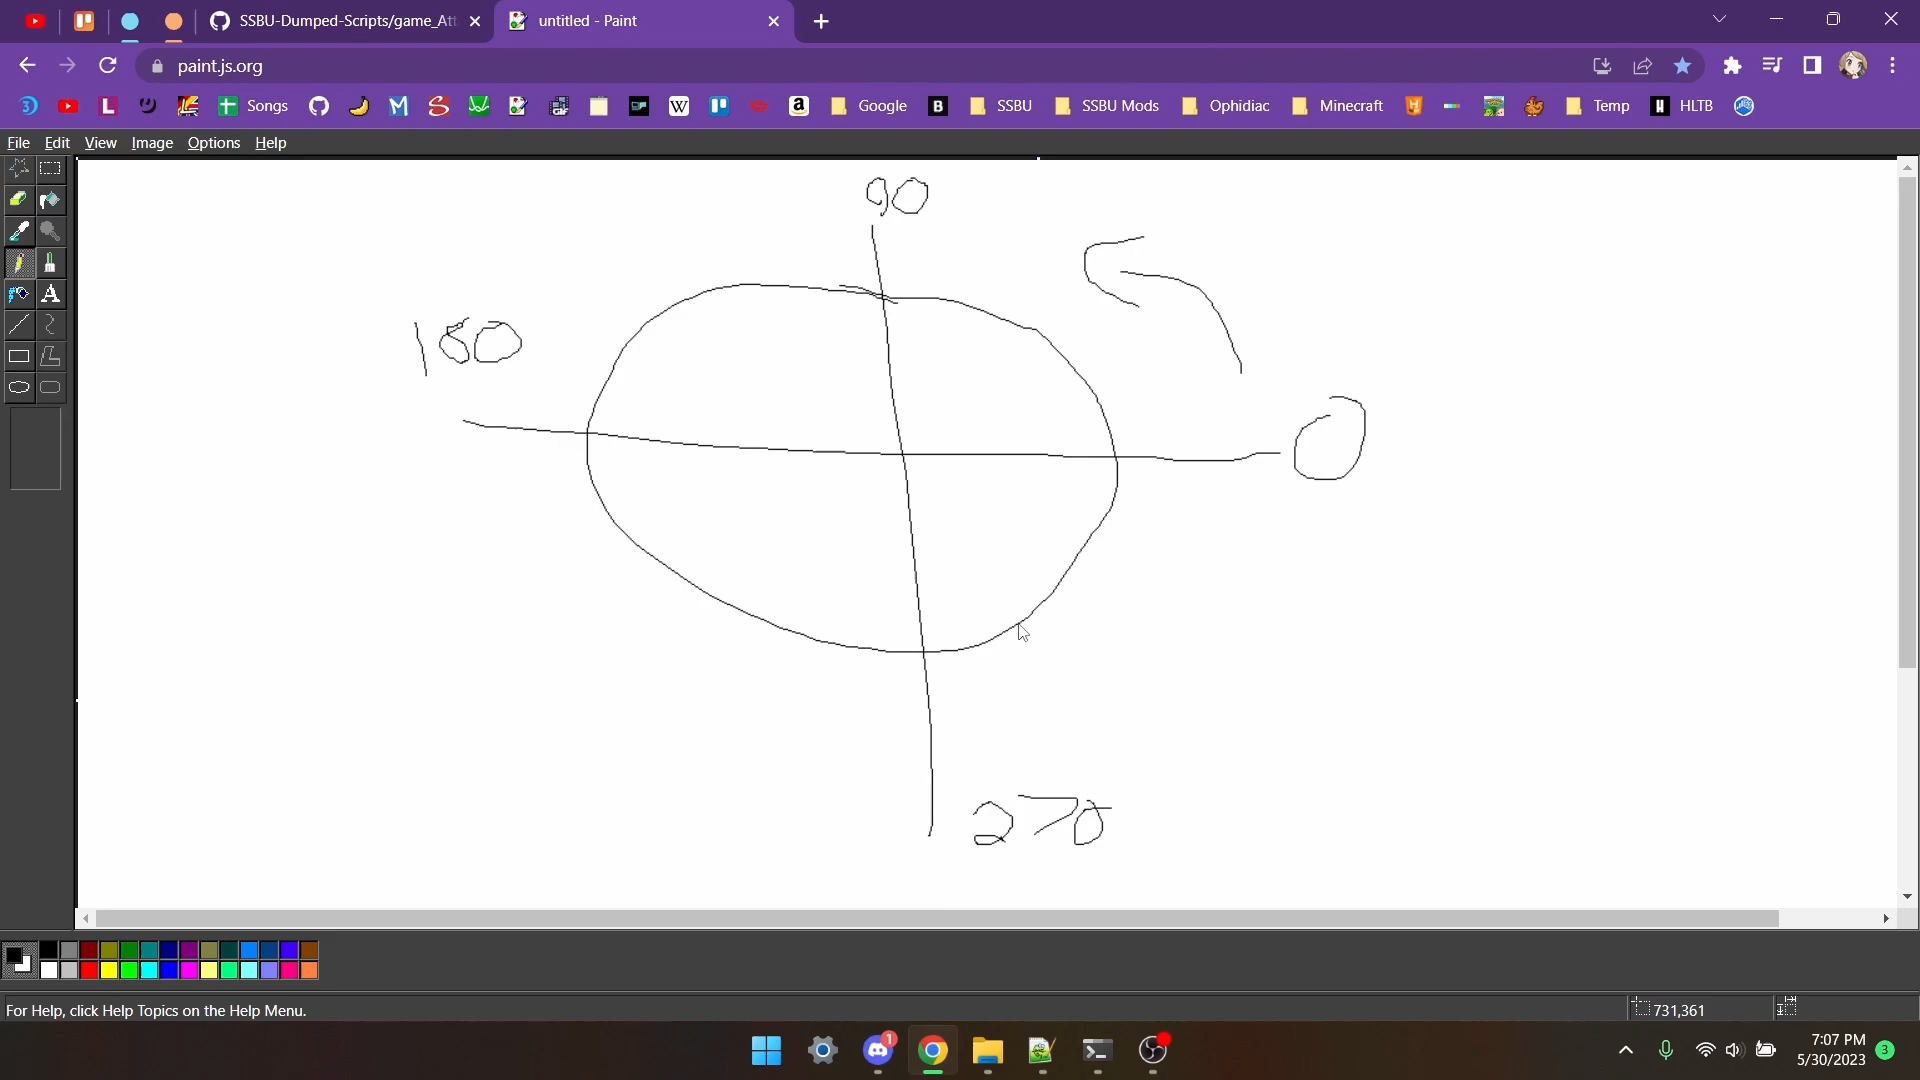 SSBU-Dumped-Scripts/game_Att
untitled - Paint
paint.js.org
Songs
Google
SSBU
SSBU Mods
Ophidiac
Minecraft
Temp
HLTB
File Edit View Image Options Help
90
180
0
270
For Help, click Help Topics on the Help Menu.
731,361
1
7:07 PM
5/30/2023
3